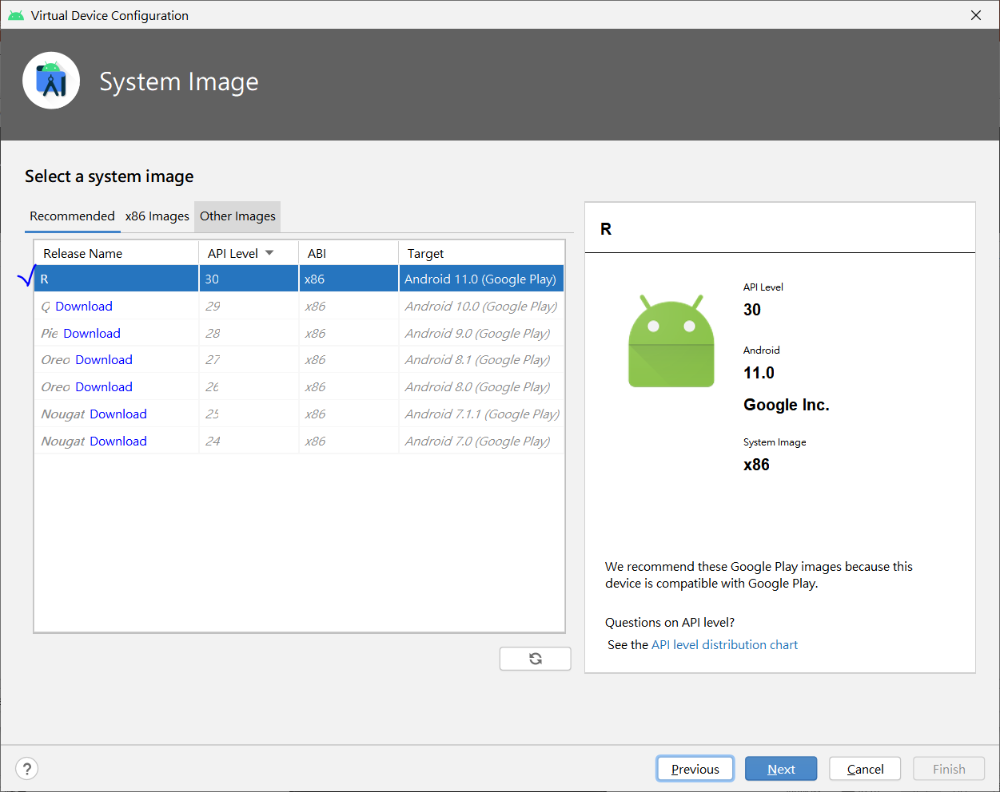 Virtual Device Configuration
System Image
Select a system image
Recommended x86 Images Other Images
Release Name API Level ABI Target
R 30 x86 Android 11.0 (Google Play)
Q Download 29 x86 Android 10.0 (Google Play)
Pie Download 28 x86 Android 9.0 (Google Play)
Oreo Download 27 x86 Android 8.1 (Google Play)
Oreo Download 26 x86 Android 8.0 (Google Play)
Nougat Download 25 x86 Android 7.1.1 (Google Play)
Nougat Download 24 x86 Android 7.0 (Google Play)
R
API Level
30
Android
11.0
Google Inc.
System Image
x86
We recommend these Google Play images because this
device is compatible with Google Play.
Questions on API level?
See the API level distribution chart
? Previous Next Cancel Finish